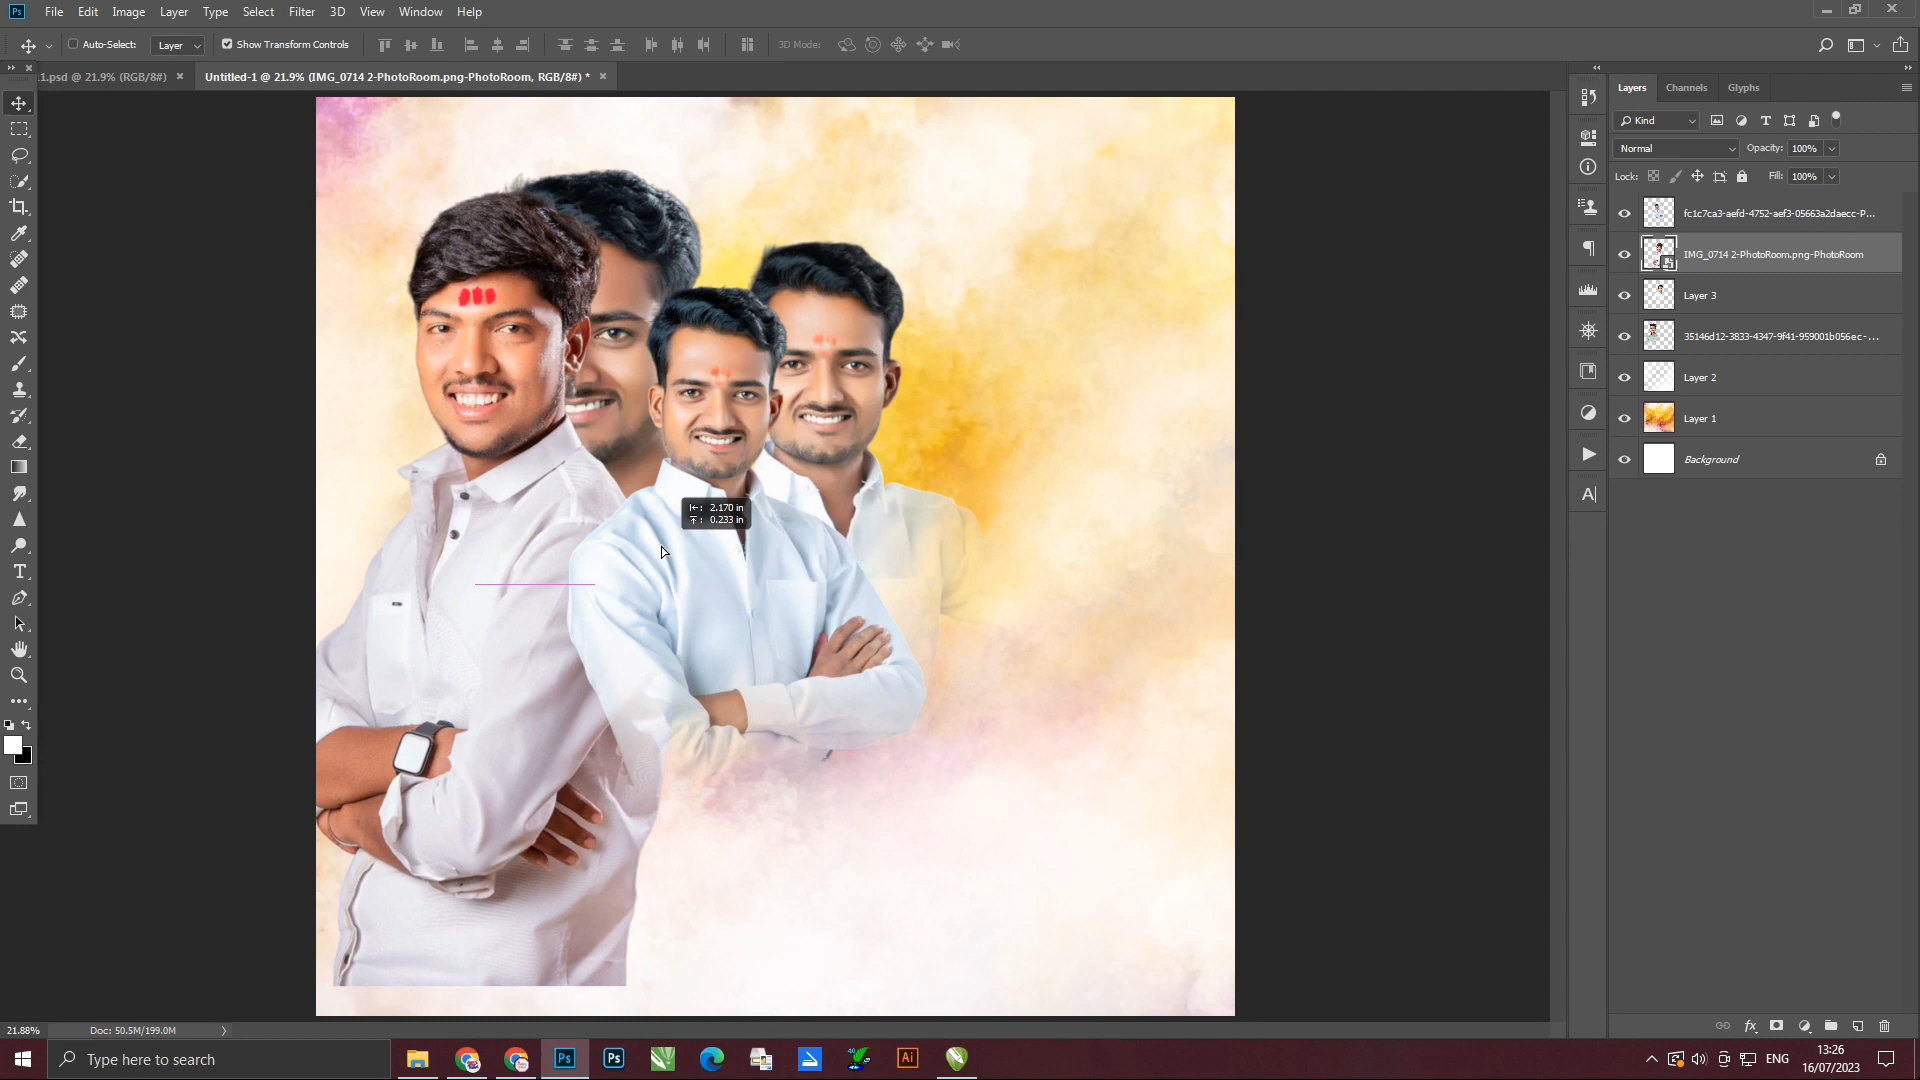 Ps File Edit Image Layer Type Select Filter 3D View Window Help
Auto-Select: Layer Show Transform Controls 3D Mode:
1.psd @ 21.9% (RGB/8#) × Untitled-1 @ 21.9% (IMG_0714 2-PhotoRoom.png-PhotoRoom, RGB/8#) * ×
Layers Channels Glyphs
Kind
Normal Opacity: 100%
Lock: Fill: 100%
fc1c7ca3-aefd-4752-aef3-05663a2daecc-P...
IMG_0714 2-PhotoRoom.png-PhotoRoom
Layer 3
35146d12-3833-4347-9f41-959001b056ec-...
Layer 2
Layer 1
Background
2.170 in
0.233 in
21.88% Doc: 50.5M/199.0M
Type here to search
Ps Ps Ai
ENG
13:26
16/07/2023